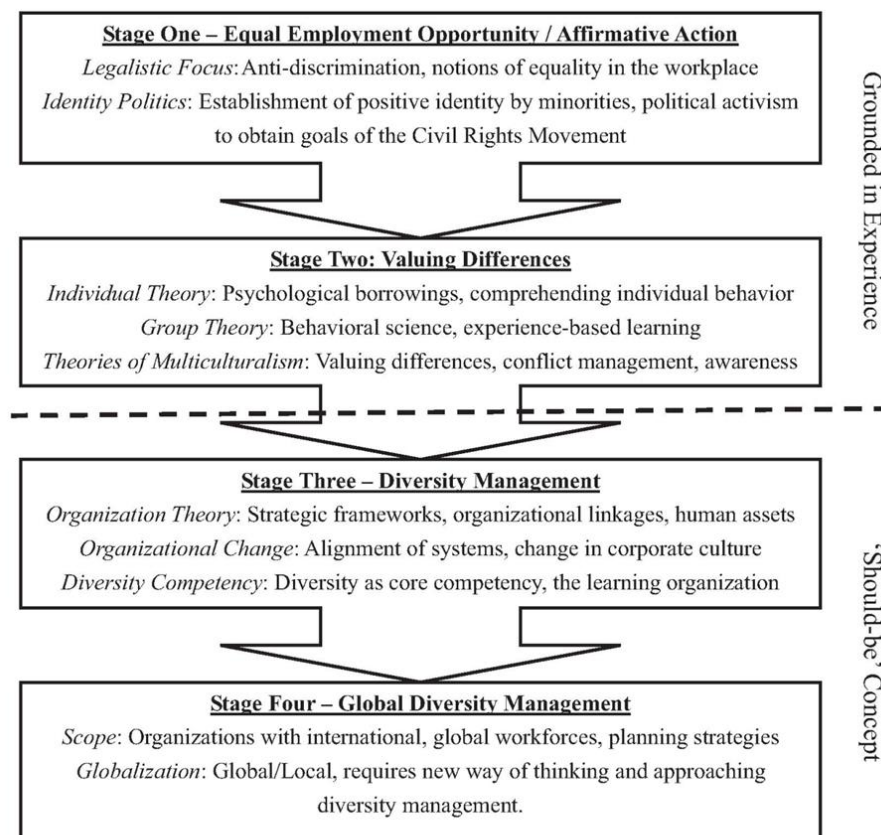 Stage One – Equal Employment Opportunity / Affirmative Action
Legalistic Focus: Anti-discrimination, notions of equality in the workplace
Identity Politics: Establishment of positive identity by minorities, political activism
to obtain goals of the Civil Rights Movement
Grounded in Experience
Stage Two: Valuing Differences
Individual Theory: Psychological borrowings, comprehending individual behavior
Group Theory: Behavioral science, experience-based learning
Theories of Multiculturalism: Valuing differences, conflict management, awareness
Stage Three – Diversity Management
Organization Theory: Strategic frameworks, organizational linkages, human assets
Organizational Change: Alignment of systems, change in corporate culture
Diversity Competency: Diversity as core competency, the learning organization
'Should-be' Concept
Stage Four – Global Diversity Management
Scope: Organizations with international, global workforces, planning strategies
Globalization: Global/Local, requires new way of thinking and approaching
diversity management.